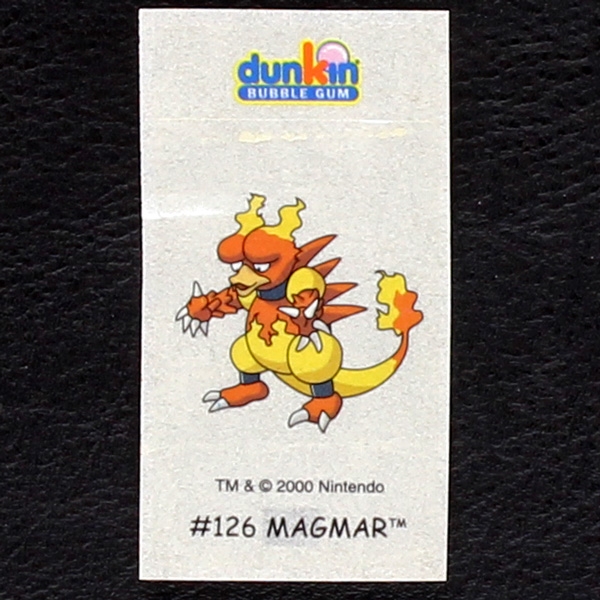 dunkin
BUBBLE GUM
TM & © 2000 Nintendo
#126 MAGMAR™